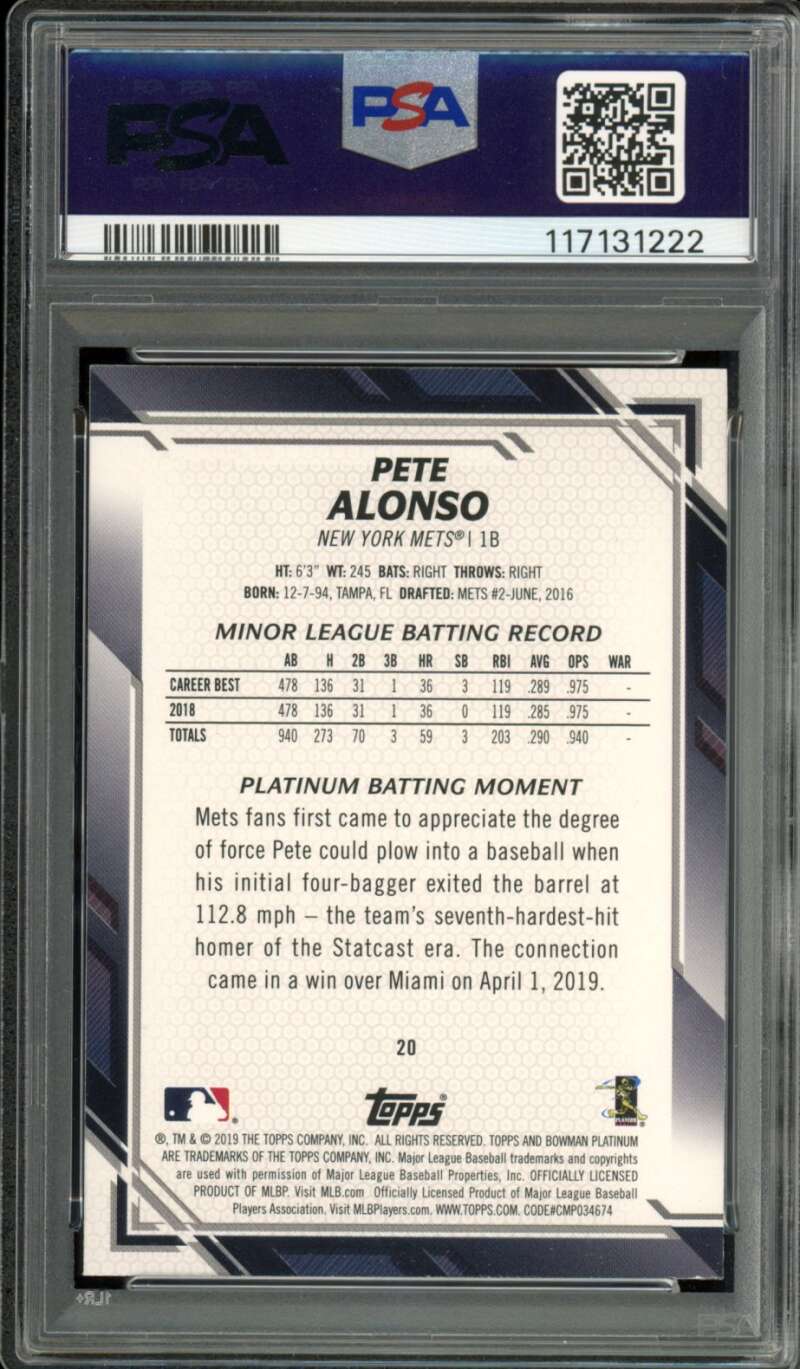 PSA PSA PSA
PSA
PSA PSA PSA
PSA
117131222
PETE
ALONSO
NEW YORK METS® | 1B
HT: 6'3" WT: 245 BATS: RIGHT THROWS: RIGHT
BORN: 12-7-94, TAMPA, FL DRAFTED: METS #2-JUNE, 2016
MINOR LEAGUE BATTING RECORD
AB H 2B 3B HR SB RBI AVG OPS WAR
CAREER BEST 478 136 31 1 36 3 119 .289 .975 -
2018 478 136 31 1 36 0 119 .285 .975 -
TOTALS 940 273 70 3 59 3 203 .290 .940 -
PLATINUM BATTING MOMENT
Mets fans first came to appreciate the degree
of force Pete could plow into a baseball when
his initial four-bagger exited the barrel at
112.8 mph – the team's seventh-hardest-hit
homer of the Statcast era. The connection
came in a win over Miami on April 1, 2019.
20
Topps®
®, TM & © 2019 THE TOPPS COMPANY, INC. ALL RIGHTS RESERVED. TOPPS AND BOWMAN PLATINUM
ARE TRADEMARKS OF THE TOPPS COMPANY, INC. Major League Baseball trademarks and copyrights
are used with permission of Major League Baseball Properties, Inc. OFFICIALLY LICENSED
PRODUCT OF MLBP. Visit MLB.com Officially Licensed Product of Major League Baseball
Players Association. Visit MLBPlayers.com. WWW.TOPPS.COM. CODE#CMP034674
PSA